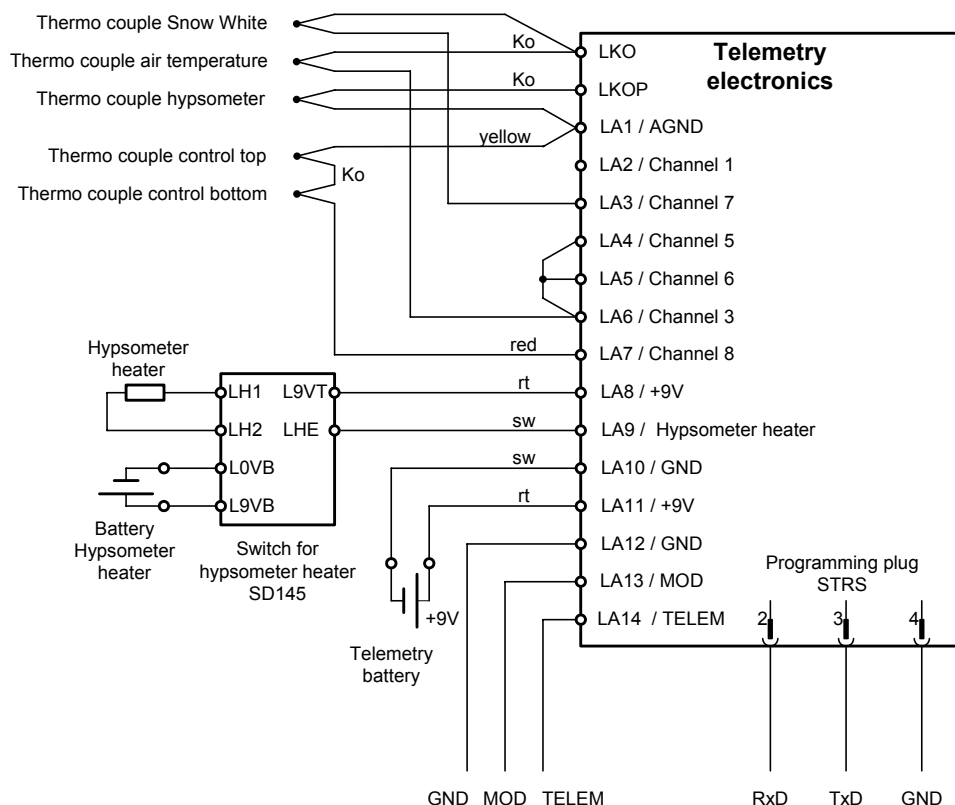 Thermo couple Snow White
Thermo couple air temperature
Thermo couple hypsometer
Thermo couple control top
Thermo couple control bottom
Ko
Ko
yellow
Ko
red
Telemetry
electronics
LKO
LKOP
LA1 / AGND
LA2 / Channel 1
LA3 / Channel 7
LA4 / Channel 5
LA5 / Channel 6
LA6 / Channel 3
LA7 / Channel 8
LA8 / +9V
LA9 / Hypsometer heater
LA10 / GND
LA11 / +9V
LA12 / GND
LA13 / MOD
LA14 / TELEM
rt
sw
sw
rt
Hypsometer
heater
LH1 L9VT
LH2 LHE
L0VB
L9VB
Battery
Hypsometer
heater
Switch for
hypsometer heater
SD145
+9V
Telemetry
battery
Programming plug
STRS
2 3 4
GND MOD TELEM
RxD TxD GND